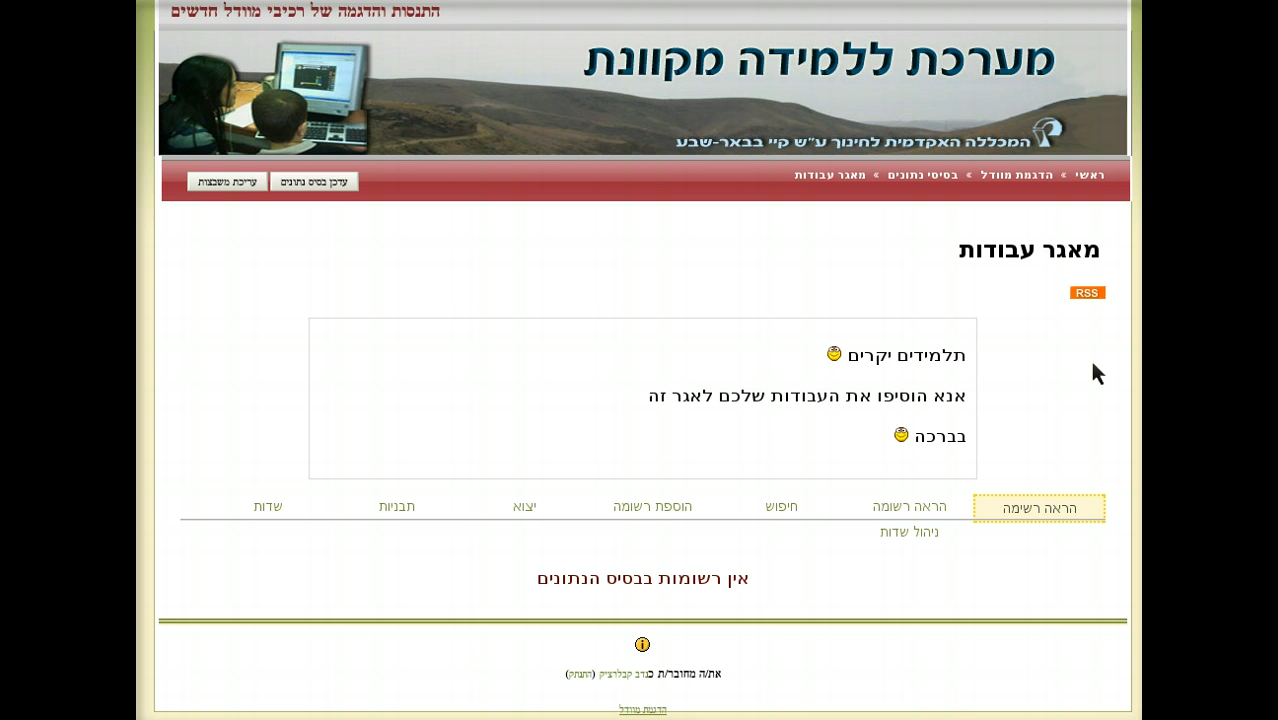 התנסות והדגמה של רכיבי מוודל חדשים
מערכת ללמידה מקוונת
המכללה האקדמית לחינוך ע"ש קיי בבאר-שבע
ראשי » הדגמת מוודל » בסיסי נתונים » מאגר עבודות
עדכן בסיס נתונים עריכת משבצות
מאגר עבודות
RSS
תלמידים יקרים
אנא הוסיפו את העבודות שלכם לאגר זה
בברכה
הראה רשימה הראה רשומה חיפוש הוספת רשומה יצוא תבניות שדות
ניהול שדות
אין רשומות בבסיס הנתונים
את/ה מחובר/ת כנדב קבלרציק (התנתק)
הדגמת מוודל